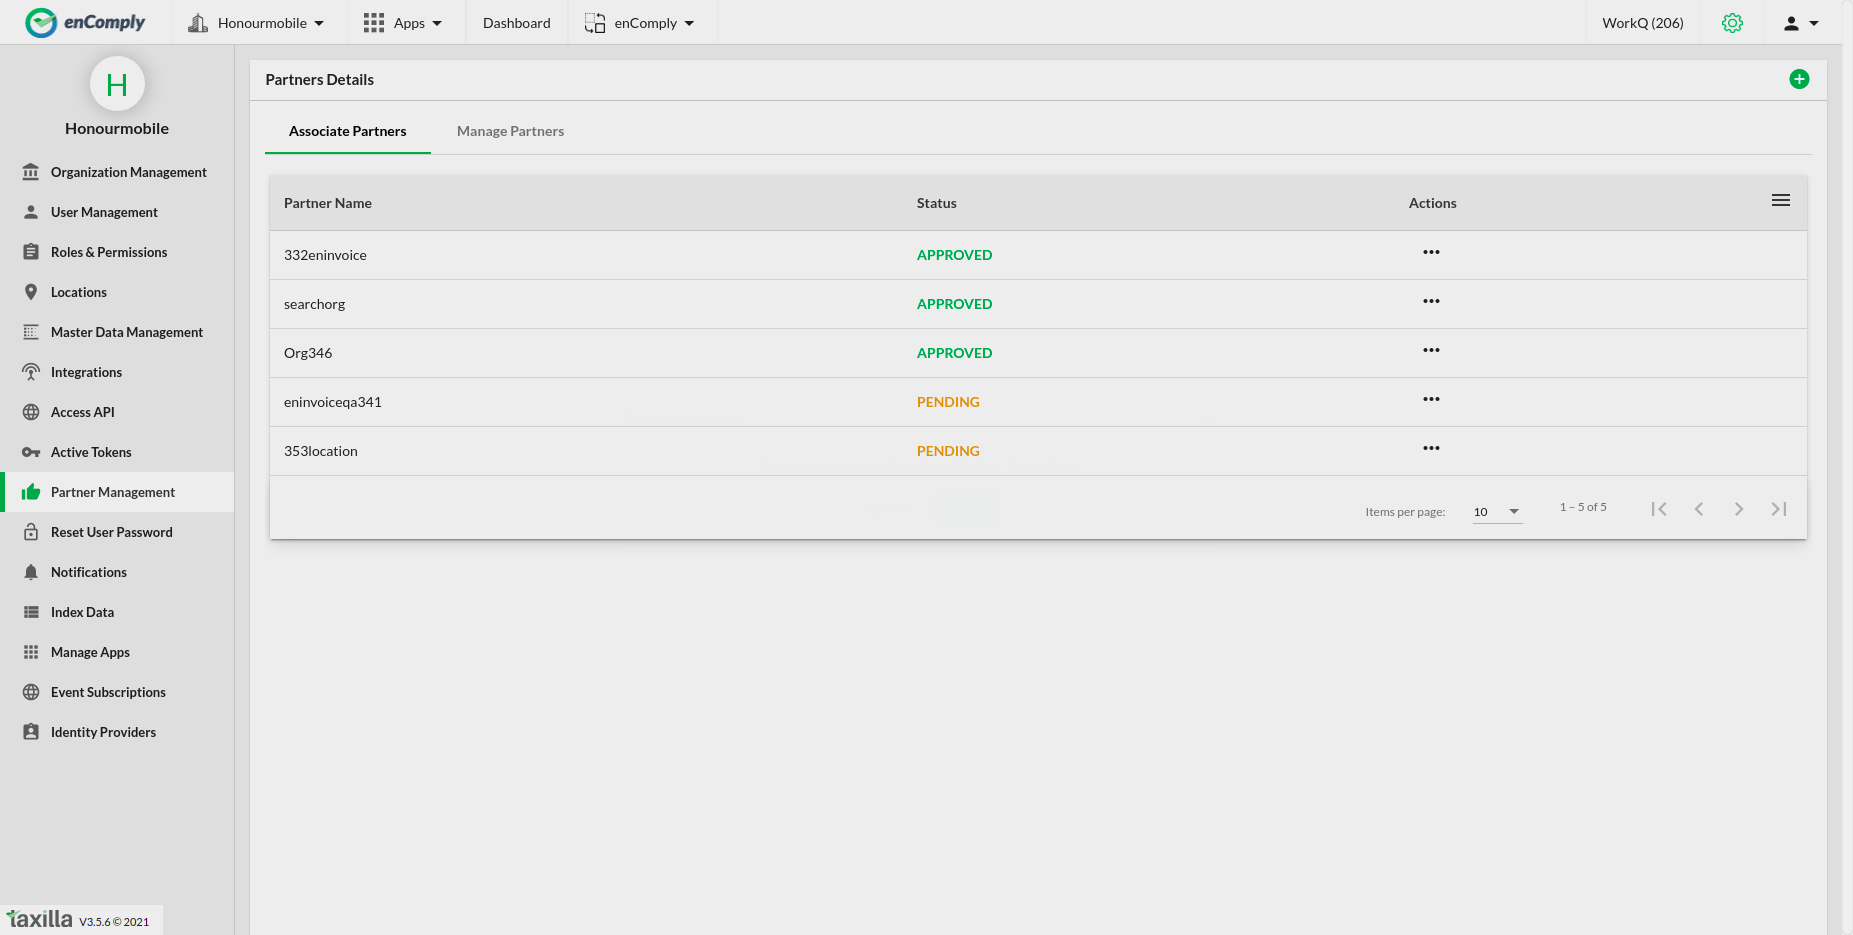 enComply
Honourmobile
Apps
Dashboard
enComply
WorkQ (206)
H
Honourmobile
Organization Management
User Management
Roles & Permissions
Locations
Master Data Management
Integrations
Access API
Active Tokens
Partner Management
Reset User Password
Notifications
Index Data
Manage Apps
Event Subscriptions
Identity Providers
taxilla V3.5.6 © 2021
Partners Details
Associate Partners Manage Partners
Partner Name Status Actions
332eninvoice APPROVED
searchorg APPROVED
Org346 APPROVED
eninvoiceqa341 PENDING
353location PENDING
Items per page: 10 1 – 5 of 5